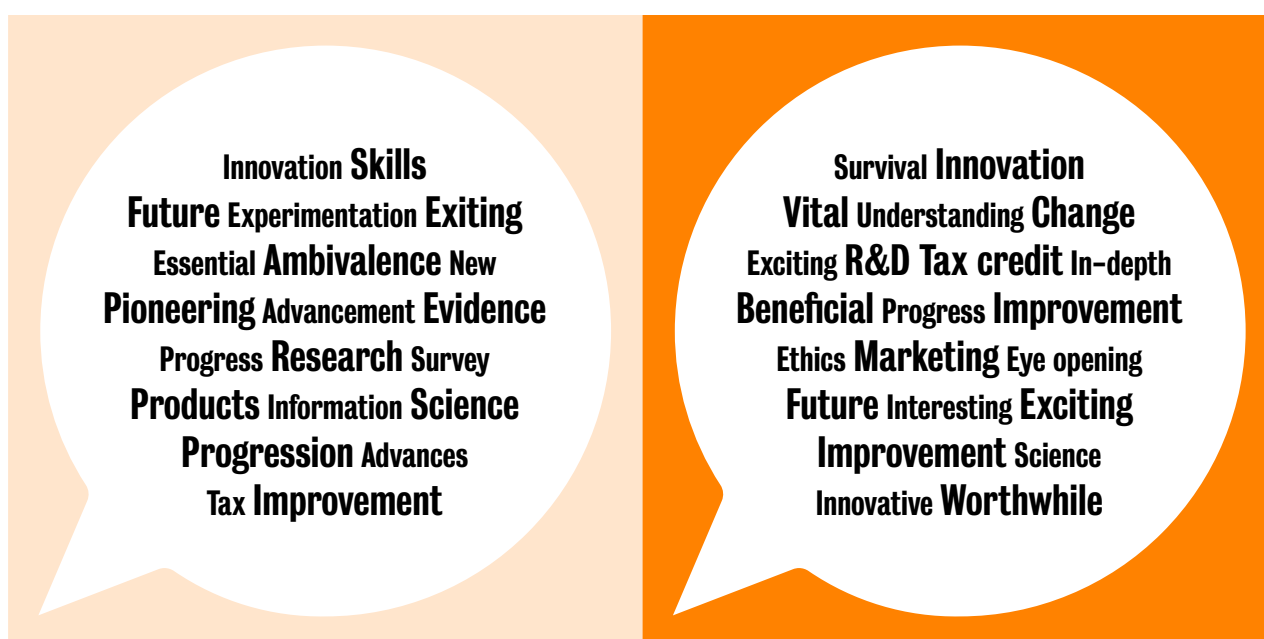 Innovation Skills
Future Experimentation Exiting
Essential Ambivalence New
Pioneering Advancement Evidence
Progress Research Survey
Products Information Science
Progression Advances
Tax Improvement
Survival Innovation
Vital Understanding Change
Exciting R&D Tax credit In-depth
Beneficial Progress Improvement
Ethics Marketing Eye opening
Future Interesting Exciting
Improvement Science
Innovative Worthwhile